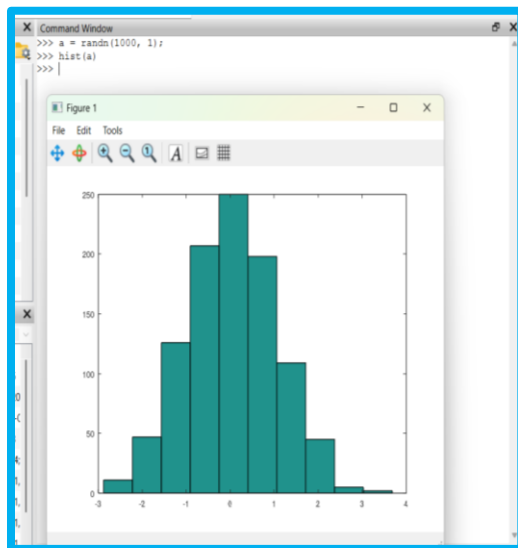 Command Window
>>> a = randn(1000, 1);
>>> hist(a)
>>>
Figure 1
File Edit Tools
A
250
200
150
100
50
0
-3 -2 -1 0 1 2 3 4